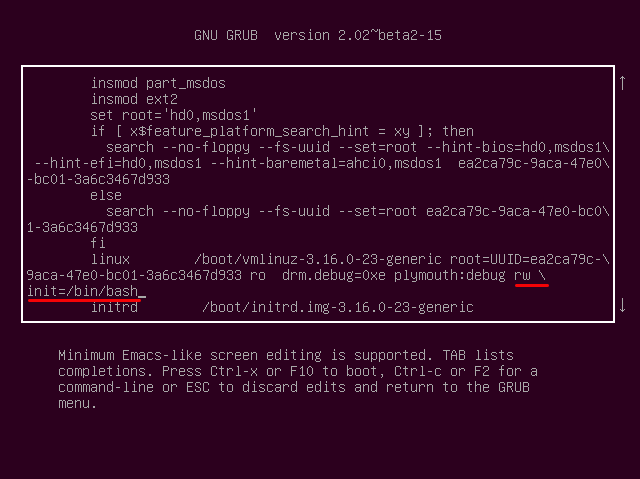 GNU GRUB  version 2.02~beta2-15
insmod part_msdos
insmod ext2
set root='hd0,msdos1'
if [ x$feature_platform_search_hint = xy ]; then
search --no-floppy --fs-uuid --set=root --hint-bios=hd0,msdos1\
--hint-efi=hd0,msdos1 --hint-baremetal=ahci0,msdos1  ea2ca79c-9aca-47e0\
-bc01-3a6c3467d933
else
search --no-floppy --fs-uuid --set=root ea2ca79c-9aca-47e0-bc0\
1-3a6c3467d933
fi
linux        /boot/vmlinuz-3.16.0-23-generic root=UUID=ea2ca79c-\
9aca-47e0-bc01-3a6c3467d933 ro  drm.debug=0xe plymouth:debug rw \
init=/bin/bash_
initrd        /boot/initrd.img-3.16.0-23-generic
Minimum Emacs-like screen editing is supported. TAB lists
completions. Press Ctrl-x or F10 to boot, Ctrl-c or F2 for a
command-line or ESC to discard edits and return to the GRUB
menu.